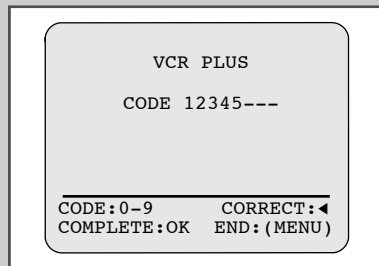 VCR PLUS
CODE 12345---
CODE:0-9 CORRECT:◀
COMPLETE:OK END:(MENU)